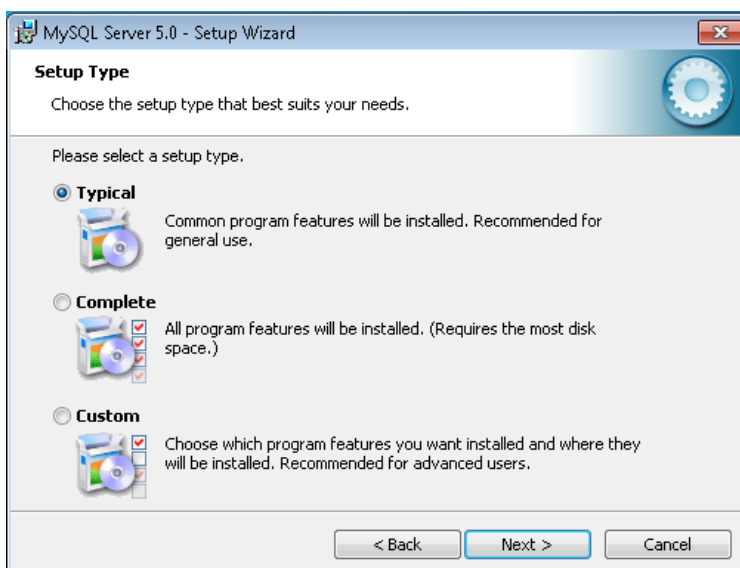 MySQL Server 5.0 - Setup Wizard
Setup Type
Choose the setup type that best suits your needs.
Please select a setup type.
Typical
Common program features will be installed. Recommended for
general use.
Complete
All program features will be installed. (Requires the most disk
space.)
Custom
Choose which program features you want installed and where they
will be installed. Recommended for advanced users.
< Back
Next >
Cancel